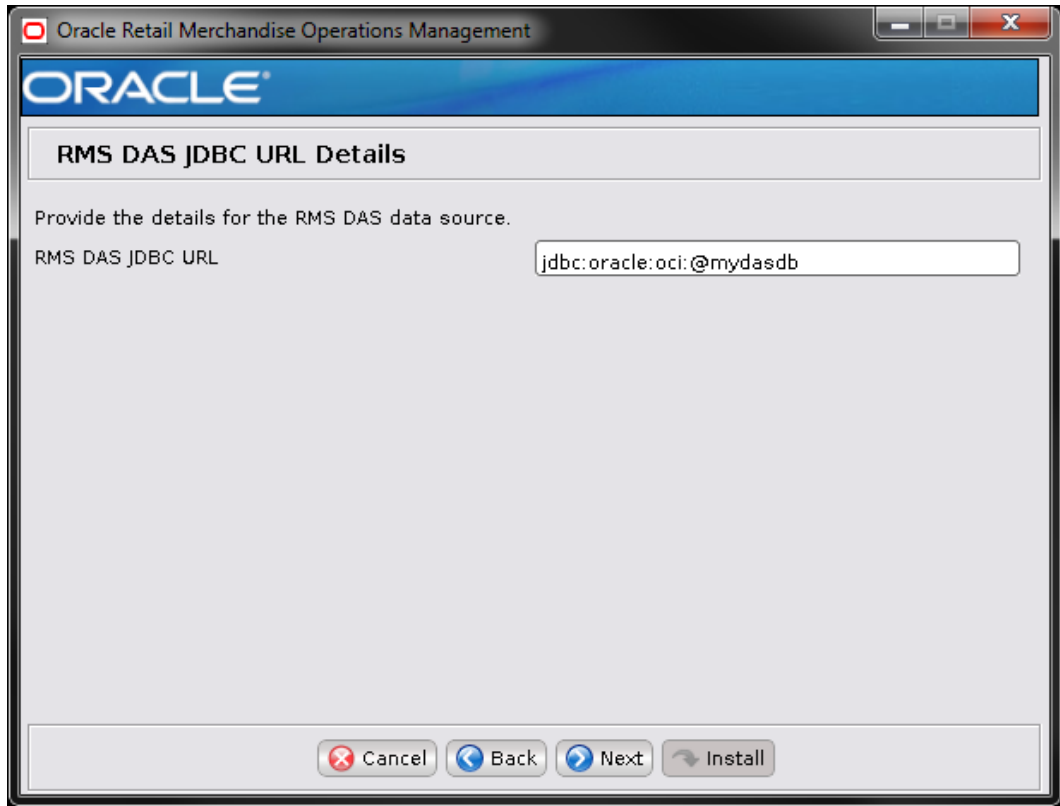 Oracle Retail Merchandise Operations Management
ORACLE®
RMS DAS JDBC URL Details
Provide the details for the RMS DAS data source.
RMS DAS JDBC URL
jdbc:oracle:oci:@mydasdb
Cancel Back Next Install